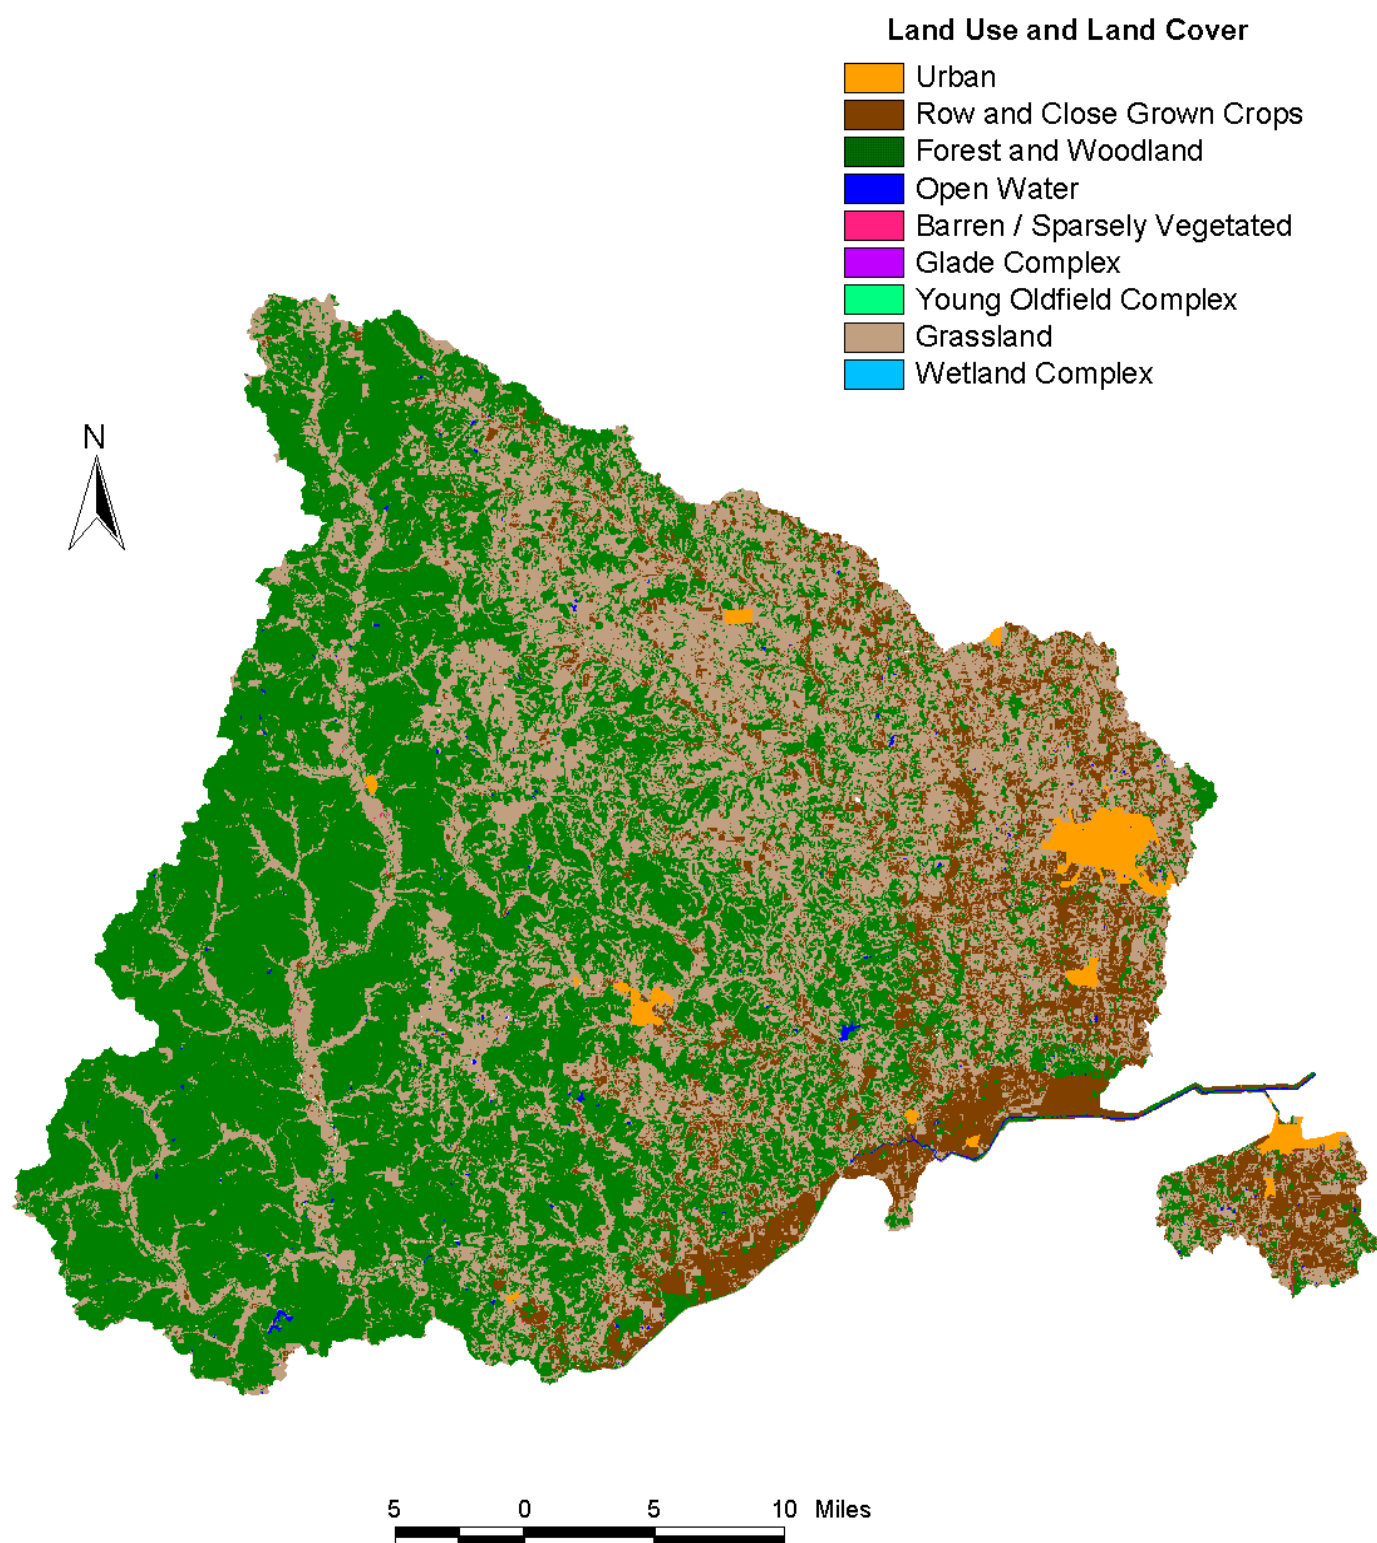 Land Use and Land Cover
Urban
Row and Close Grown Crops
Forest and Woodland
Open Water
Barren / Sparsely Vegetated
Glade Complex
Young Oldfield Complex
Grassland
Wetland Complex
N
5 0 5 10 Miles